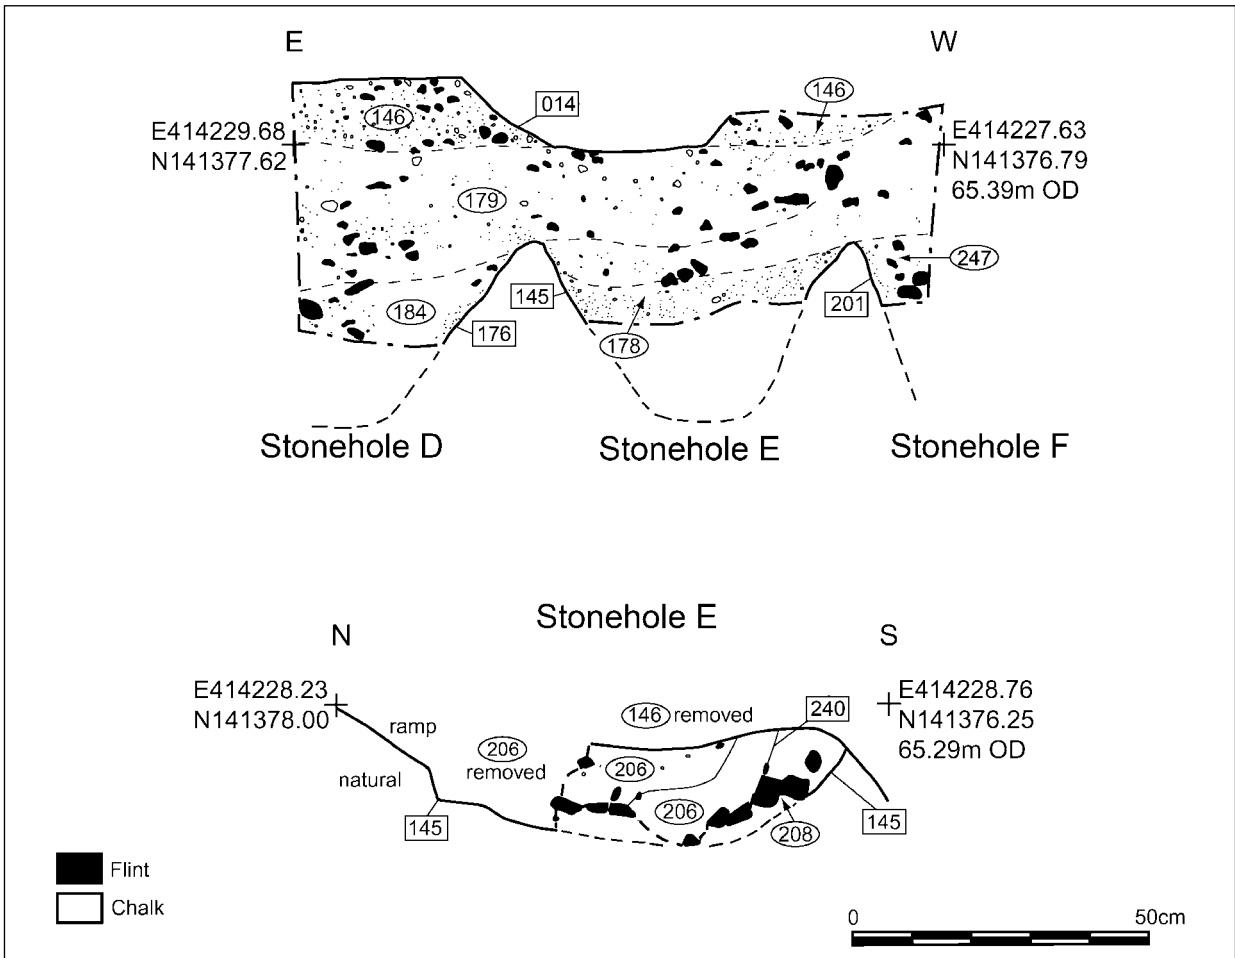 E
W
146
014
146
E414229.68
N141377.62
E414227.63
N141376.79
65.39m OD
179
247
184
145
201
176
178
Stonehole D
Stonehole E
Stonehole F
Stonehole E
N
S
E414228.23
N141378.00
E414228.76
N141376.25
65.29m OD
ramp
146 removed
240
natural
206
removed
206
206
145
208
145
Flint
Chalk
0
50cm